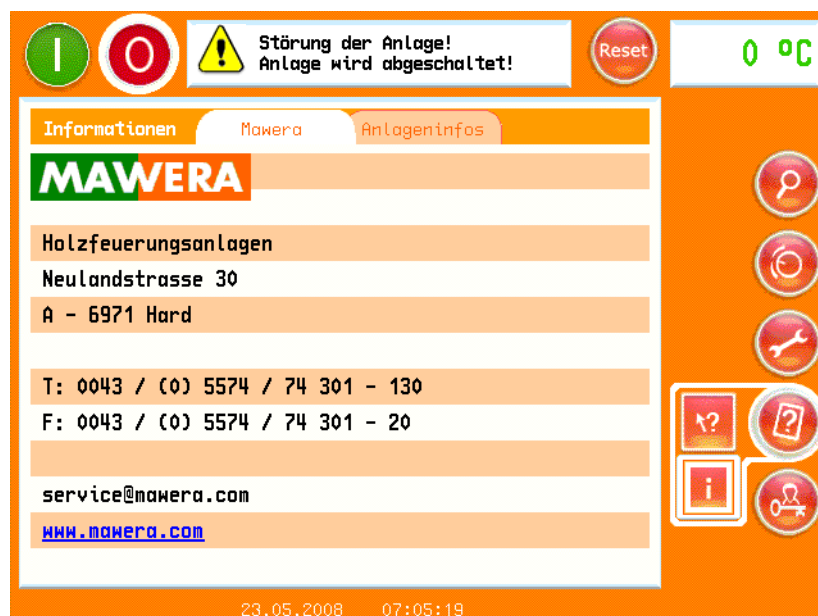 I
O
Störung der Anlage!
Anlage wird abgeschaltet!
Reset
0 °C
Informationen
Mawera
Anlageninfos
MAWERA
Holzfeuerungsanlagen
Neulandstrasse 30
A - 6971 Hard
T: 0043 / (0) 5574 / 74 301 - 130
F: 0043 / (0) 5574 / 74 301 - 20
service@mawera.com
www.mawera.com
?
?
i
23.05.2008 07:05:19